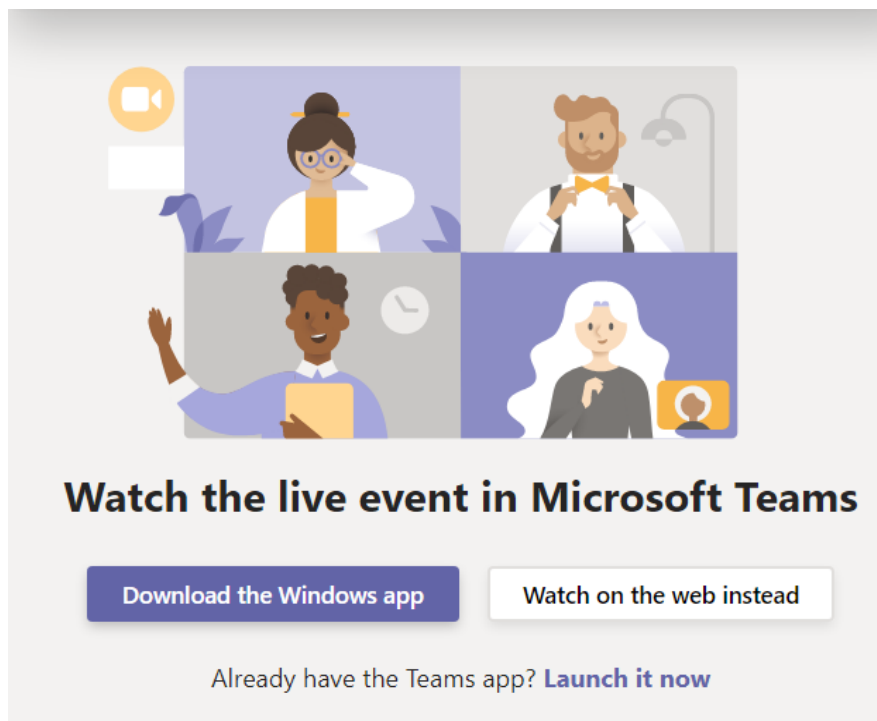 Watch the live event in Microsoft Teams
Download the Windows app
Watch on the web instead
Already have the Teams app? Launch it now